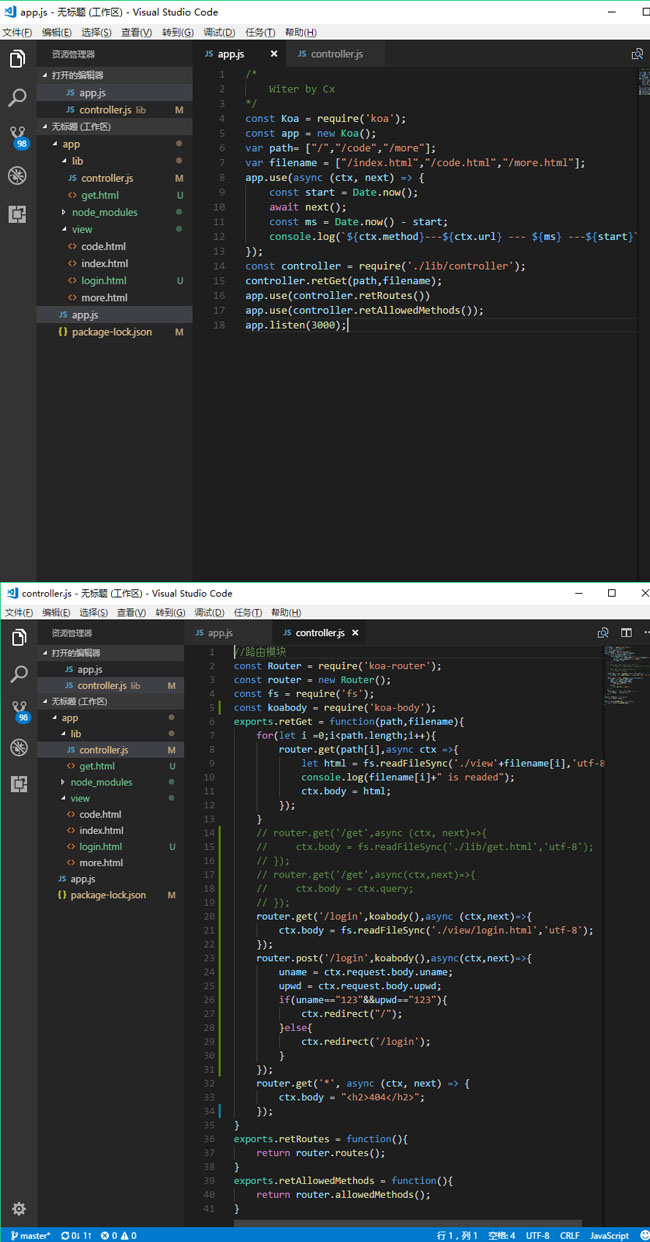 app.js - 无标题 (工作区) - Visual Studio Code
文件(F) 编辑(E) 选择(S) 查看(V) 转到(G) 调试(D) 任务(T) 帮助(H)
资源管理器
app.js
controller.js
打开的编辑器
app.js
controller.js lib M
无标题 (工作区)
98
app
lib
controller.js M
get.html U
node_modules
view
code.html
index.html
login.html U
more.html
app.js
package-lock.json M
1 /*
2 Witer by Cx
3 */
4 const Koa = require('koa');
5 const app = new Koa();
6 var path= ["/","/code","/more"];
7 var filename = ["/index.html","/code.html","/more.html"];
8 app.use(async (ctx, next) => {
9 const start = Date.now();
10 await next();
11 const ms = Date.now() - start;
12 console.log(`${ctx.method}---${ctx.url} --- ${ms} ---${start}`
13 });
14 const controller = require('./lib/controller');
15 controller.retGet(path,filename);
16 app.use(controller.retRoutes())
17 app.use(controller.retAllowedMethods());
18 app.listen(3000);
controller.js - 无标题 (工作区) - Visual Studio Code
文件(F) 编辑(E) 选择(S) 查看(V) 转到(G) 调试(D) 任务(T) 帮助(H)
资源管理器
app.js
controller.js
打开的编辑器
app.js
controller.js lib M
无标题 (工作区)
98
app
lib
controller.js M
get.html U
node_modules
view
code.html
index.html
login.html U
more.html
app.js
package-lock.json M
1 //路由模块
2 const Router = require('koa-router');
3 const router = new Router();
4 const fs = require('fs');
5 const koabody = require('koa-body');
6 exports.retGet = function(path,filename){
7 for(let i =0;i<path.length;i++){
8 router.get(path[i],async ctx =>{
9 let html = fs.readFileSync('./view'+filename[i],'utf-8
10 console.log(filename[i]+" is readed");
11 ctx.body = html;
12 });
13 }
14 // router.get('/get',async (ctx, next)=>{
15 // ctx.body = fs.readFileSync('./lib/get.html','utf-8');
16 // });
17 // router.get('/get',async(ctx,next)=>{
18 // ctx.body = ctx.query;
19 // });
20 router.get('/login',koabody(),async (ctx,next)=>{
21 ctx.body = fs.readFileSync('./view/login.html','utf-8');
22 });
23 router.post('/login',koabody(),async(ctx,next)=>{
24 uname = ctx.request.body.uname;
25 upwd = ctx.request.body.upwd;
26 if(uname=="123"&&upwd=="123"){
27 ctx.redirect("/");
28 }else{
29 ctx.redirect('/login');
30 }
31 });
32 router.get('*', async (ctx, next) => {
33 ctx.body = "<h2>404</h2>";
34 });
35 }
36 exports.retRoutes = function(){
37 return router.routes();
38 }
39 exports.retAllowedMethods = function(){
40 return router.allowedMethods();
41 }
master* 0↓ 1↑ 0 0 行 1，列 1 空格: 4 UTF-8 CRLF JavaScript